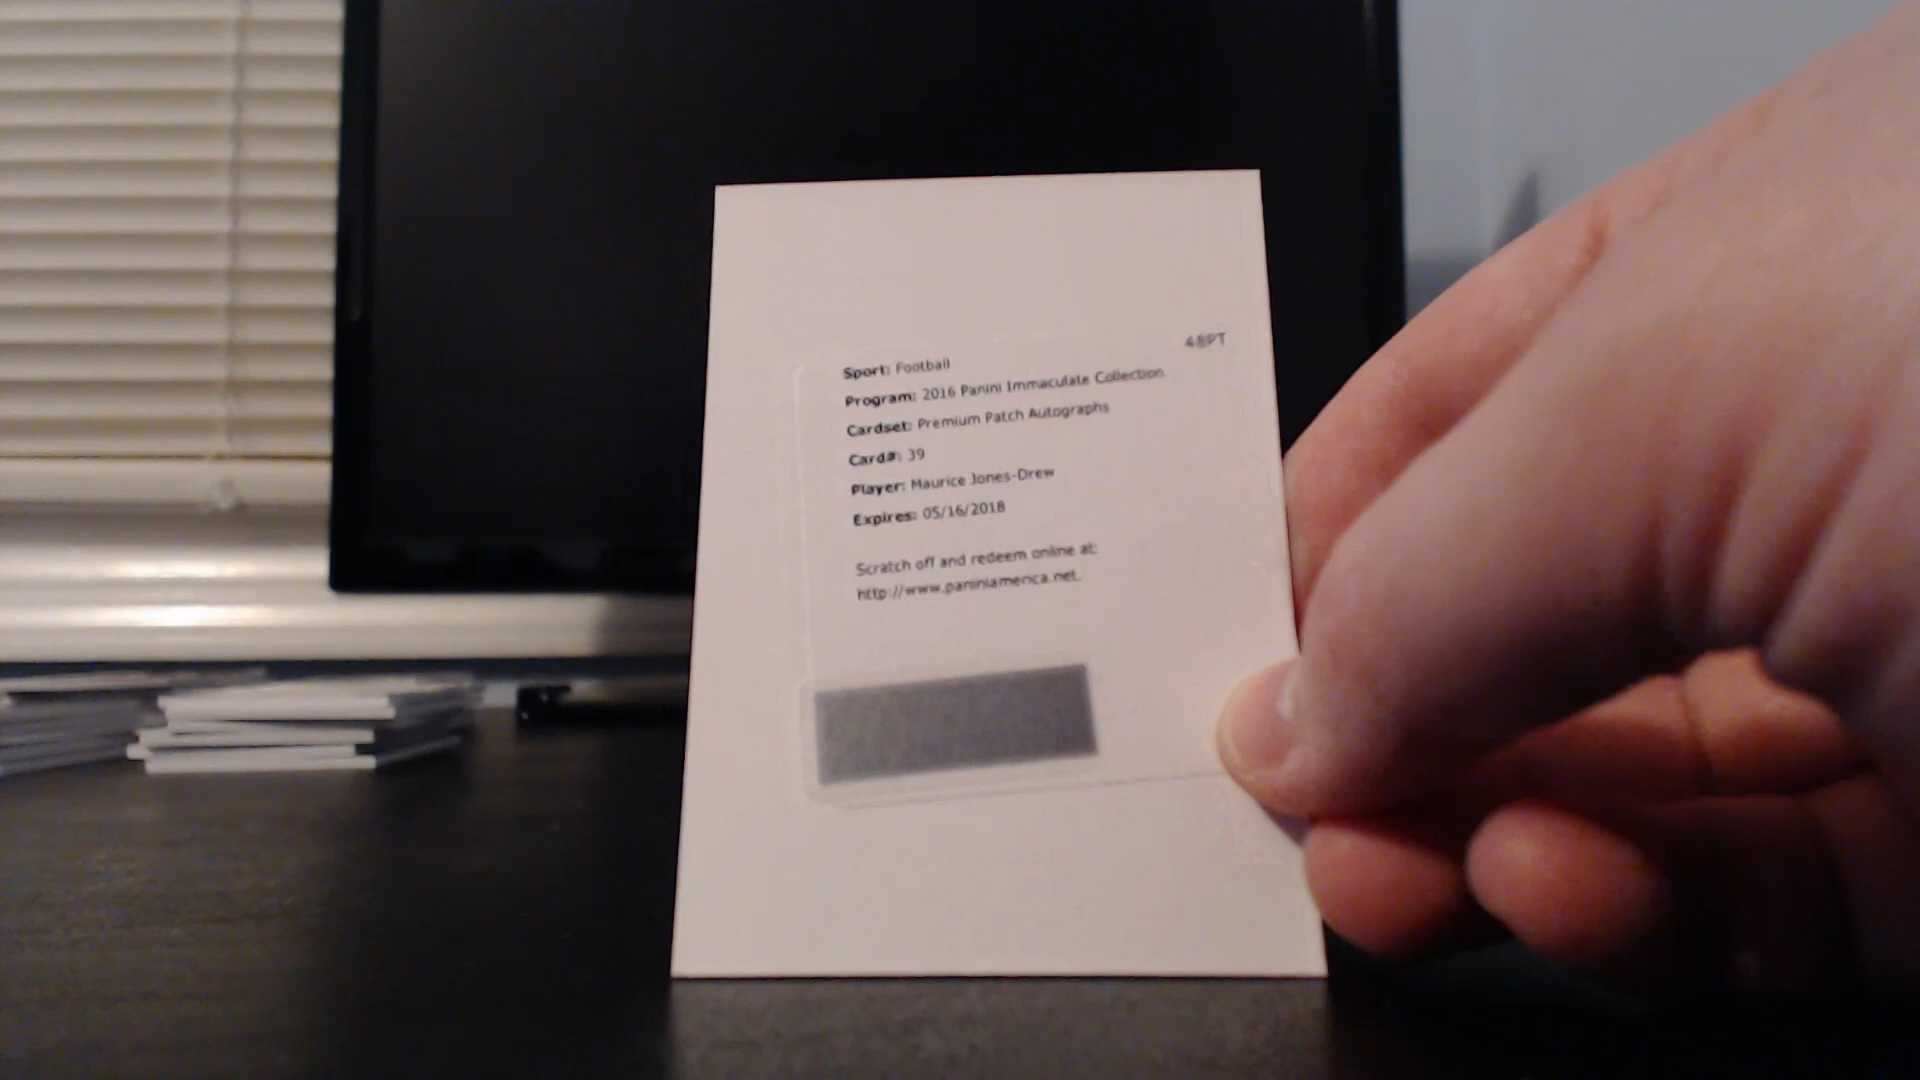 48PT
Sport: Football
Program: 2016 Panini Immaculate Collection
Cardset: Premium Patch Autographs
Card#: 39
Player: Maurice Jones-Drew
Expires: 05/16/2018
Scratch off and redeem online at:
http://www.paniniamerica.net.